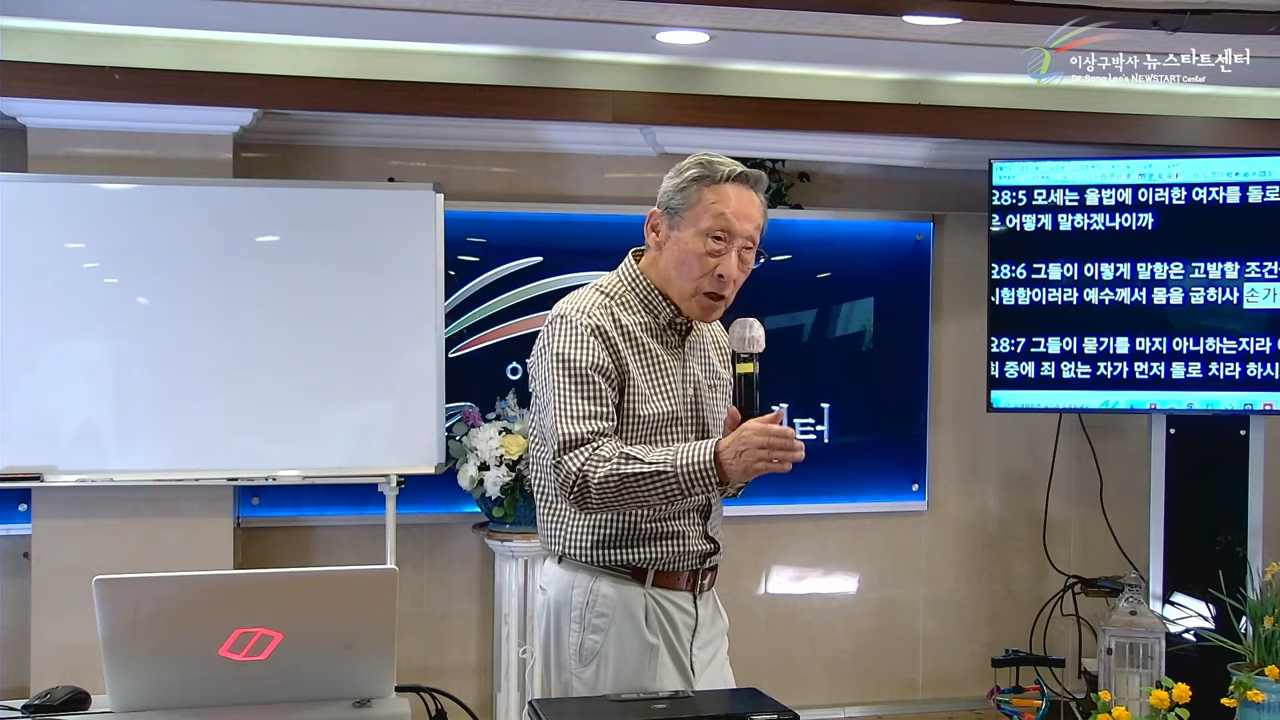 이상구박사 뉴스타트센터
Dr. Sang Lee's NEWSTART Center
28:5 모세는 율법에 이러한 여자를 돌로
은 어떻게 말하겠나이까
28:6 그들이 이렇게 말함은 고발할 조건
시험함이러라 예수께서 몸을 굽히사 손가
28:7 그들이 묻기를 마지 아니하는지라
희 중에 죄 없는 자가 먼저 돌로 치라 하시
터